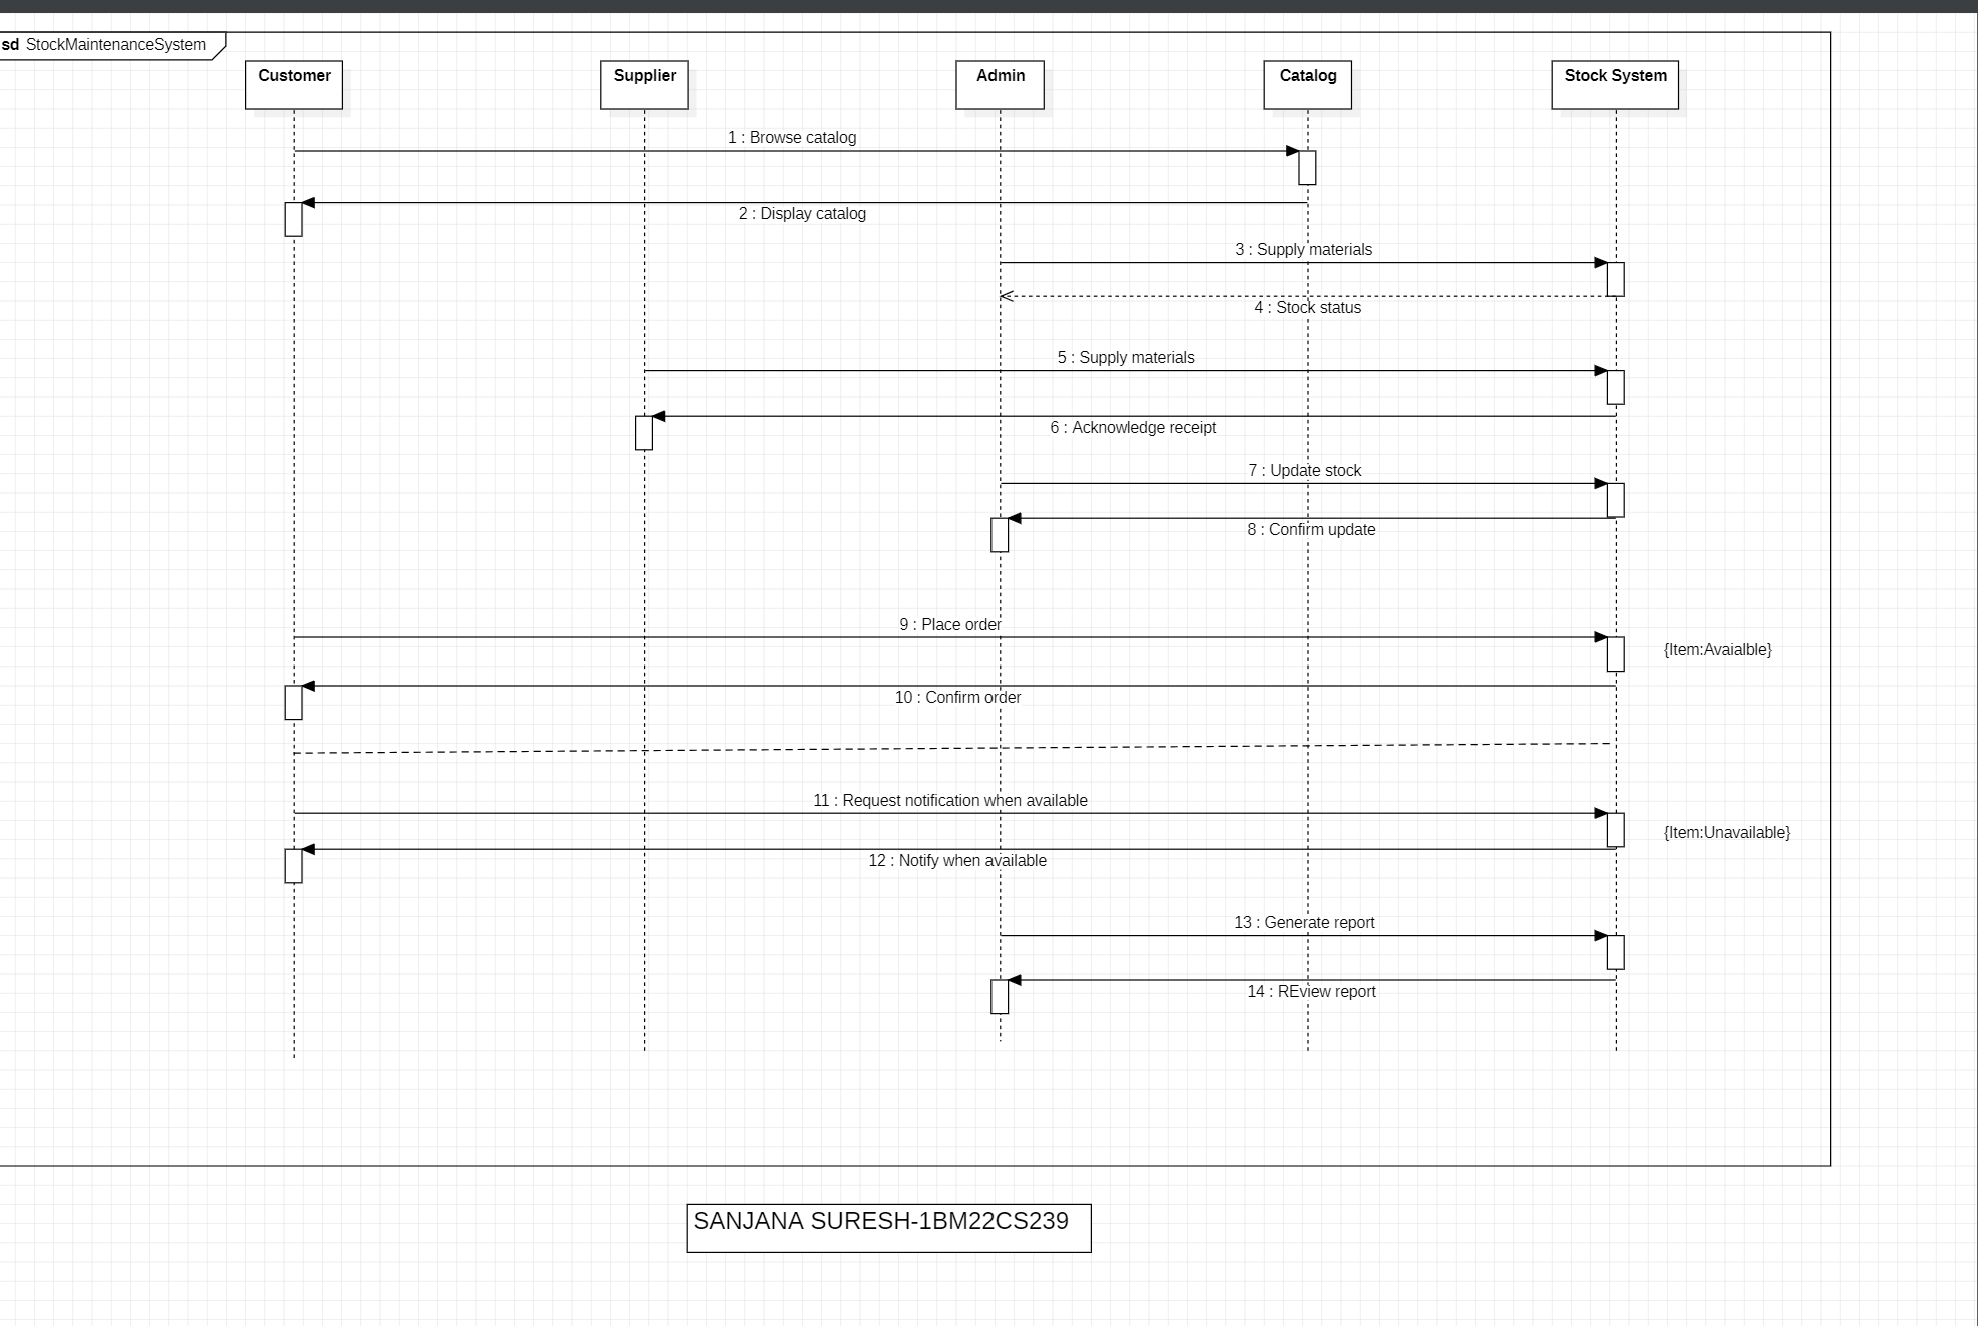 sd StockMaintenanceSystem
Customer
Supplier
Admin
Catalog
Stock System
1 : Browse catalog
2 : Display catalog
3 : Supply materials
4 : Stock status
5 : Supply materials
6 : Acknowledge receipt
7 : Update stock
8 : Confirm update
9 : Place order
{Item:Avaialble}
10 : Confirm order
11 : Request notification when available
{Item:Unavailable}
12 : Notify when available
13 : Generate report
14 : REview report
SANJANA SURESH-1BM22CS239